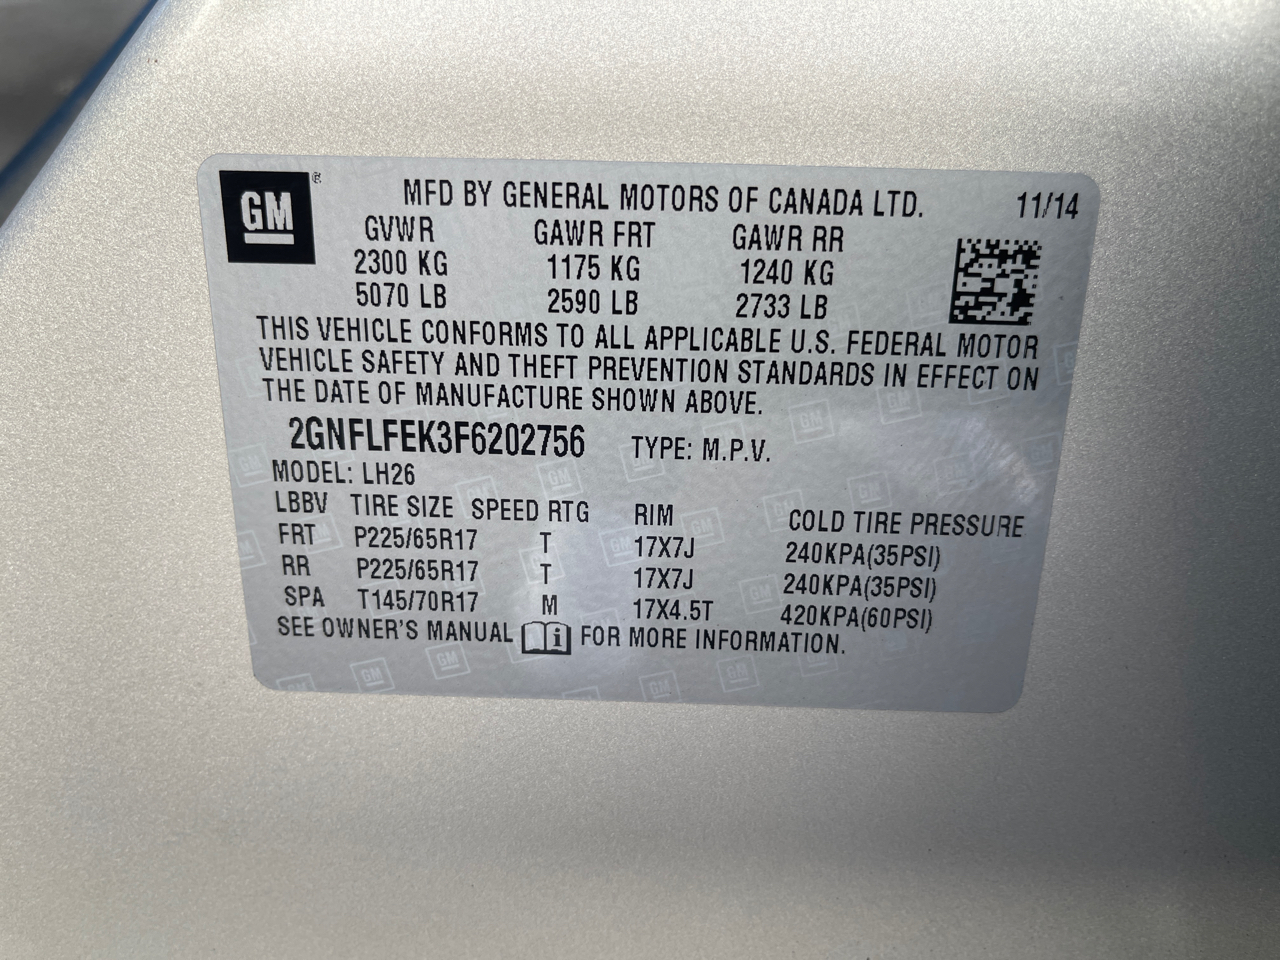 GM® MFD BY GENERAL MOTORS OF CANADA LTD. 11/14
GVWR GAWR FRT GAWR RR
2300 KG 1175 KG 1240 KG
5070 LB 2590 LB 2733 LB
THIS VEHICLE CONFORMS TO ALL APPLICABLE U.S. FEDERAL MOTOR
VEHICLE SAFETY AND THEFT PREVENTION STANDARDS IN EFFECT ON
THE DATE OF MANUFACTURE SHOWN ABOVE.
2GNFLFEK3F6202756 TYPE: M.P.V.
MODEL: LH26
LBBV TIRE SIZE SPEED RTG RIM COLD TIRE PRESSURE
FRT P225/65R17 T 17X7J 240KPA(35PSI)
RR P225/65R17 T 17X7J 240KPA(35PSI)
SPA T145/70R17 M 17X4.5T 420KPA(60PSI)
SEE OWNER'S MANUAL i FOR MORE INFORMATION.